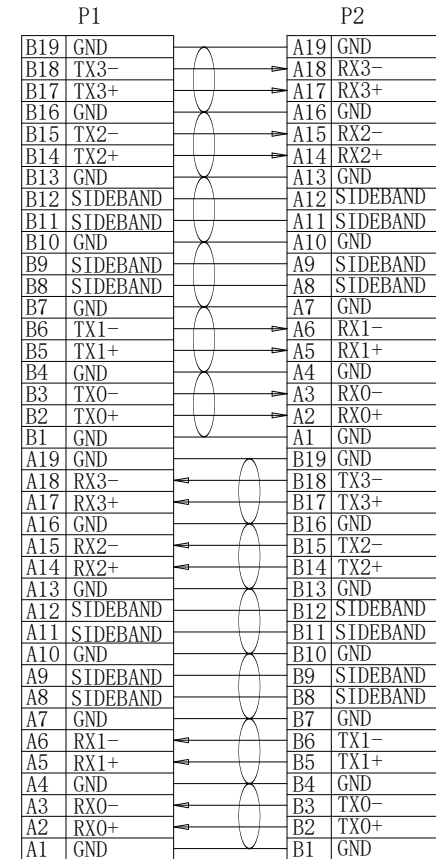 P1 P2
B19 GND A19 GND
B18 TX3- A18 RX3-
B17 TX3+ A17 RX3+
B16 GND A16 GND
B15 TX2- A15 RX2-
B14 TX2+ A14 RX2+
B13 GND A13 GND
B12 SIDEBAND A12 SIDEBAND
B11 SIDEBAND A11 SIDEBAND
B10 GND A10 GND
B9 SIDEBAND A9 SIDEBAND
B8 SIDEBAND A8 SIDEBAND
B7 GND A7 GND
B6 TX1- A6 RX1-
B5 TX1+ A5 RX1+
B4 GND A4 GND
B3 TX0- A3 RX0-
B2 TX0+ A2 RX0+
B1 GND A1 GND
A19 GND B19 GND
A18 RX3- B18 TX3-
A17 RX3+ B17 TX3+
A16 GND B16 GND
A15 RX2- B15 TX2-
A14 RX2+ B14 TX2+
A13 GND B13 GND
A12 SIDEBAND B12 SIDEBAND
A11 SIDEBAND B11 SIDEBAND
A10 GND B10 GND
A9 SIDEBAND B9 SIDEBAND
A8 SIDEBAND B8 SIDEBAND
A7 GND B7 GND
A6 RX1- B6 TX1-
A5 RX1+ B5 TX1+
A4 GND B4 GND
A3 RX0- B3 TX0-
A2 RX0+ B2 TX0+
A1 GND B1 GND